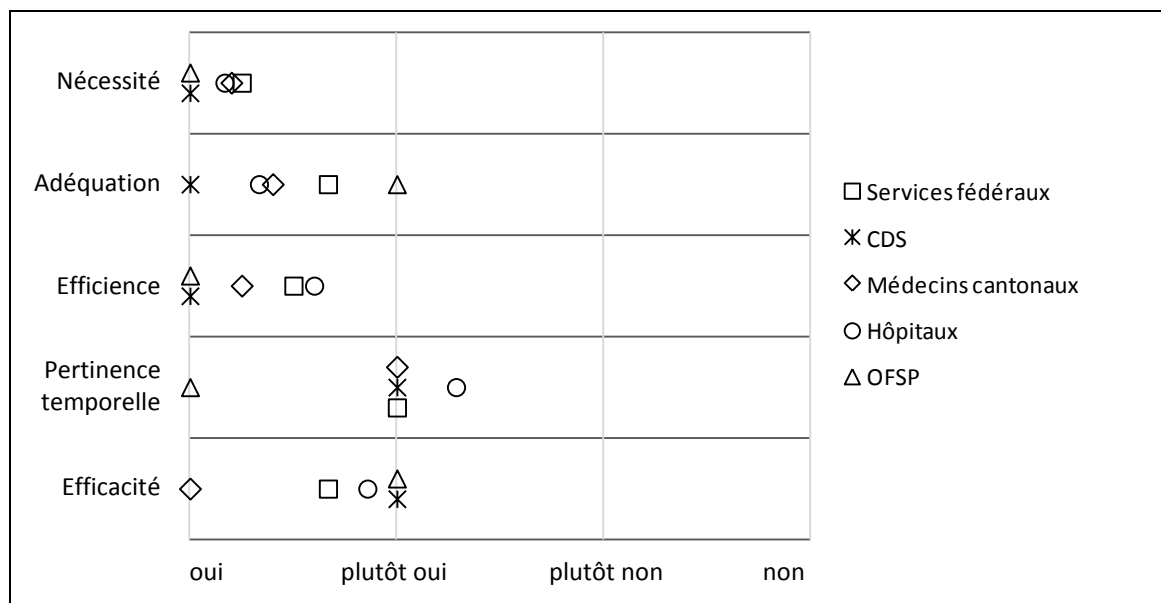 Nécessité
Adéquation
Efficience
Pertinence
temporelle
Efficacité
oui
plutôt oui
plutôt non
non
Services fédéraux
CDS
Médecins cantonaux
Hôpitaux
OFSP